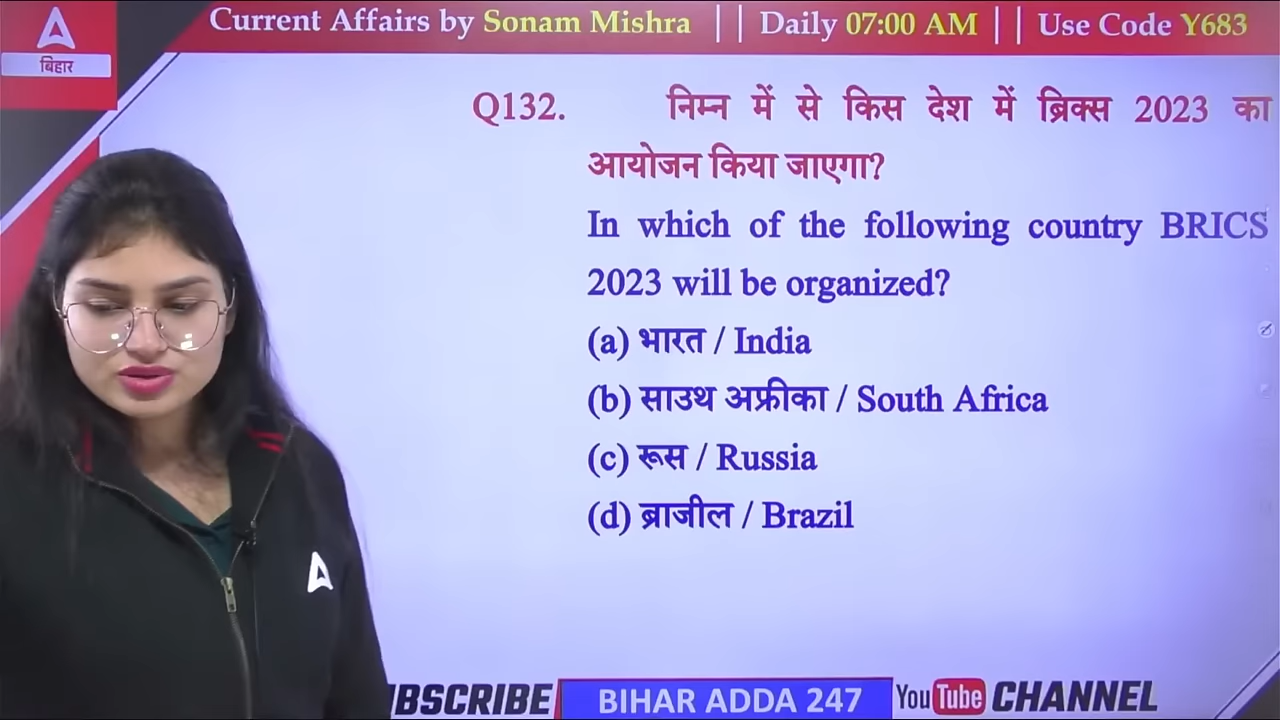 Current Affairs by Sonam Mishra || Daily 07:00 AM || Use Code Y683
बिहार
Q132. निम्न में से किस देश में ब्रिक्स 2023 का
आयोजन किया जाएगा?
In which of the following country BRICS
2023 will be organized?
(a) भारत / India
(b) साउथ अफ्रीका / South Africa
(c) रूस / Russia
(d) ब्राजील / Brazil
BSCRIBE BIHAR ADDA 247 YouTube CHANNEL